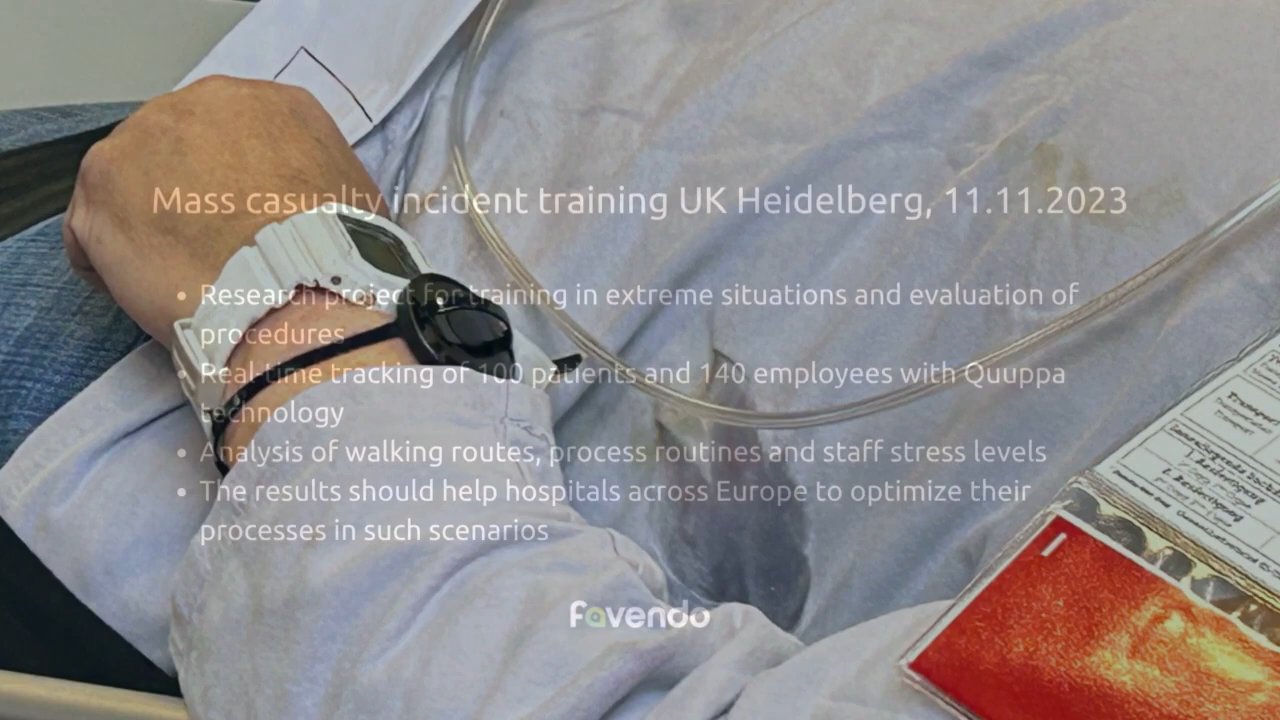 Mass casualty incident training UK Heidelberg, 11.11.2023
• Research project for training in extreme situations and evaluation of
procedures
• Real-time tracking of 100 patients and 140 employees with Quuppa
technology
• Analysis of walking routes, process routines and staff stress levels
• The results should help hospitals across Europe to optimize their
processes in such scenarios
favendo
Transport